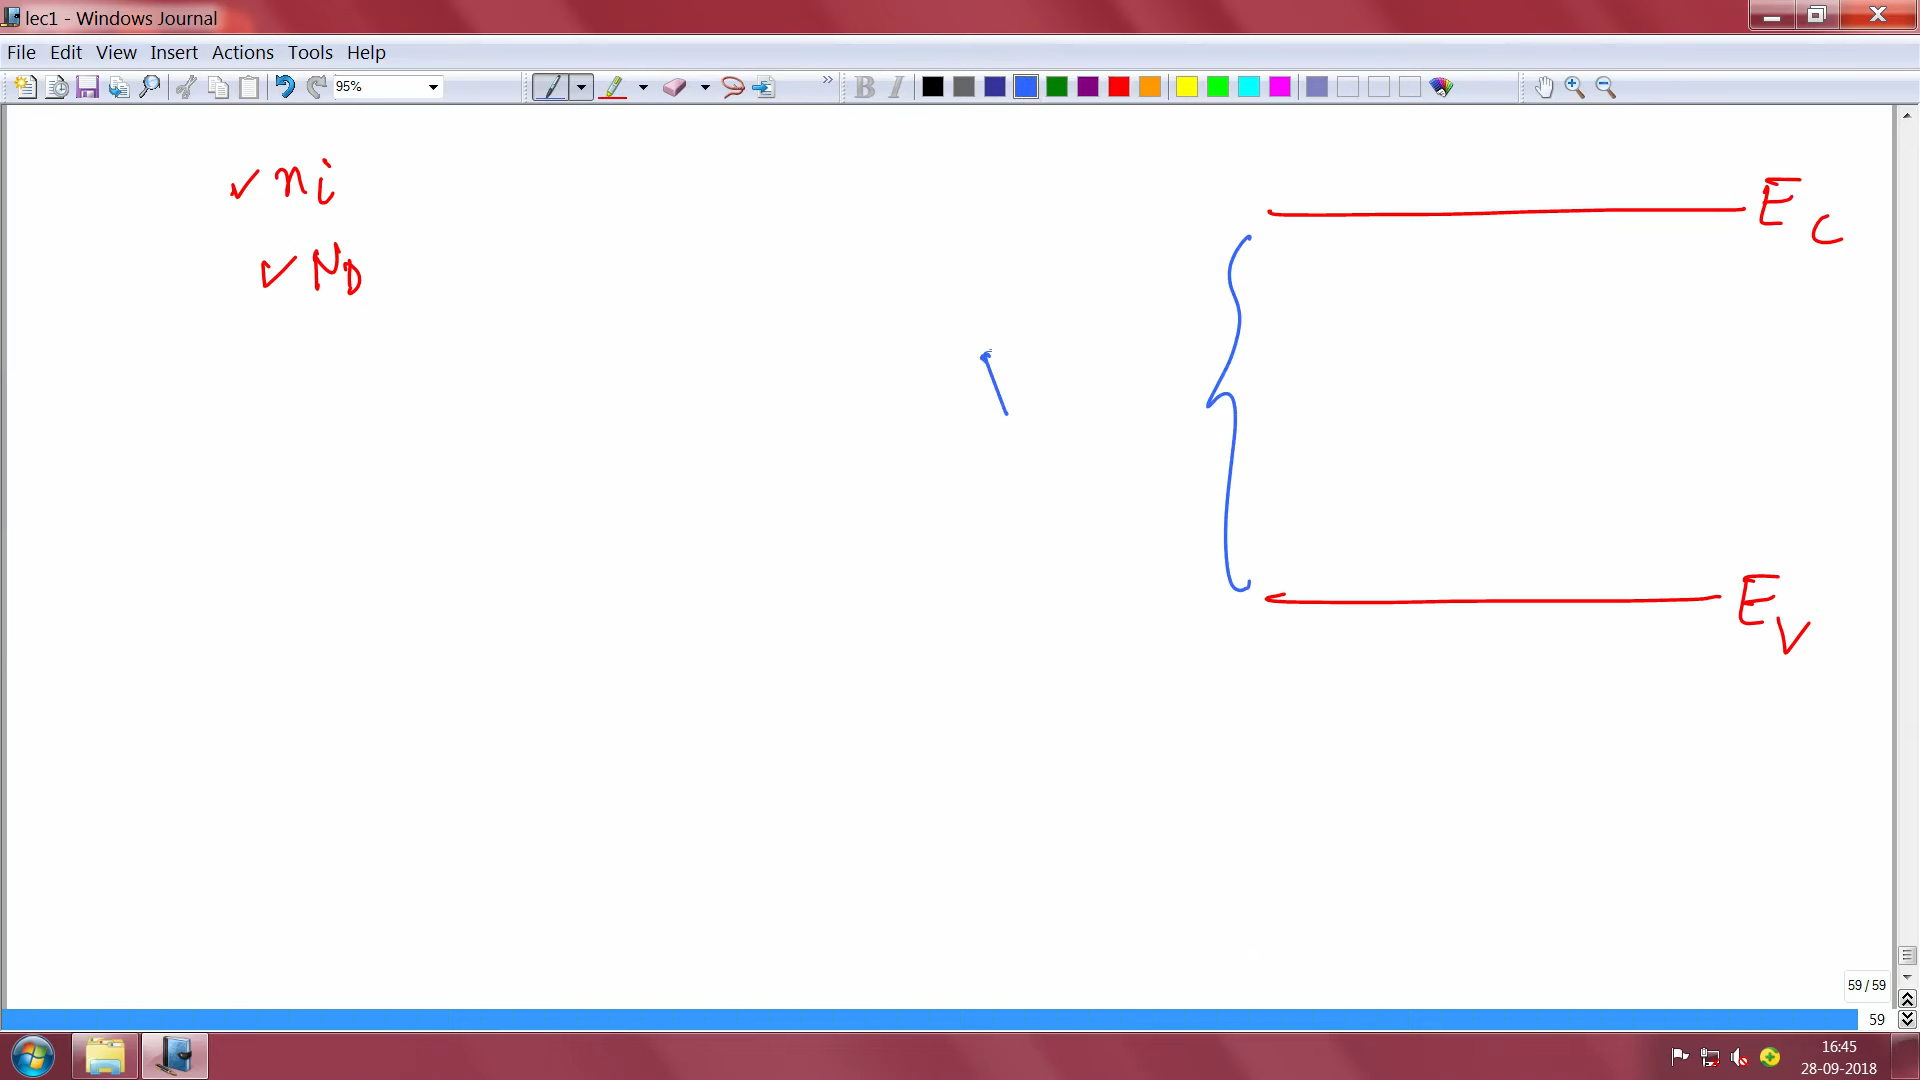 lec1 - Windows Journal
File Edit View Insert Actions Tools Help
95%
B I
✓ ni
✓ ND
EC
EV
59 / 59
59
16:45
28-09-2018